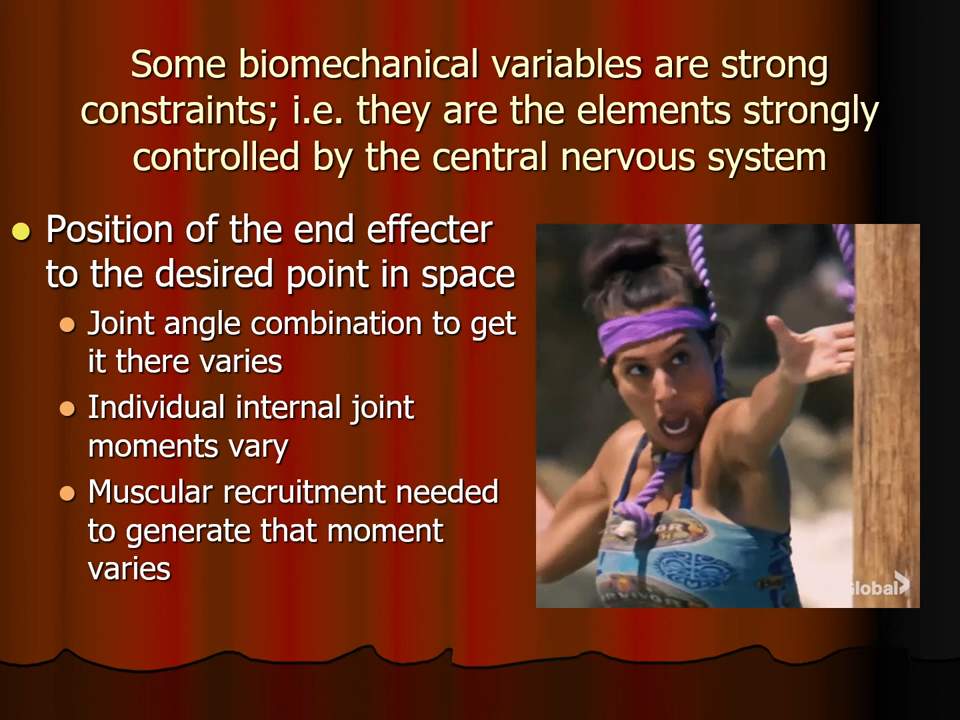 Some biomechanical variables are strong
constraints; i.e. they are the elements strongly
controlled by the central nervous system
Position of the end effecter
to the desired point in space
Joint angle combination to get
it there varies
Individual internal joint
moments vary
Muscular recruitment needed
to generate that moment
varies
SURVIVOR
Global